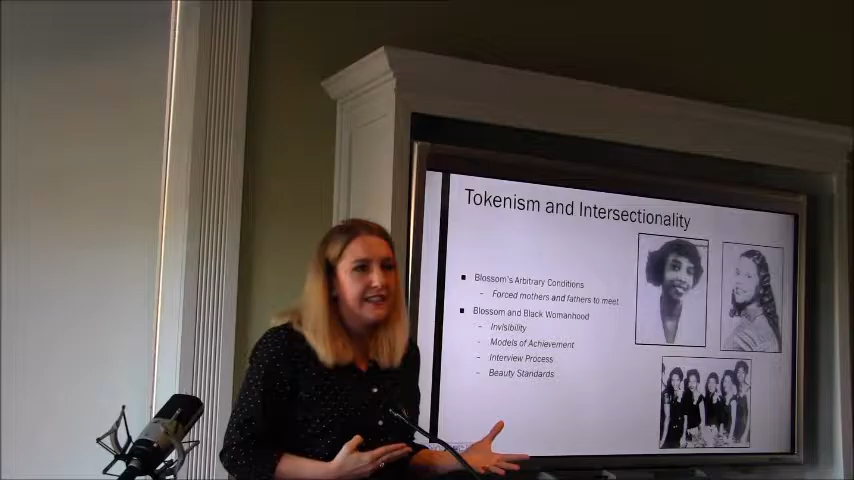 Tokenism and Intersectionality
■ Blossom's Arbitrary Conditions
– Forced mothers and fathers to meet
■ Blossom and Black Womanhood
– Invisibility
– Models of Achievement
– Interview Process
– Beauty Standards